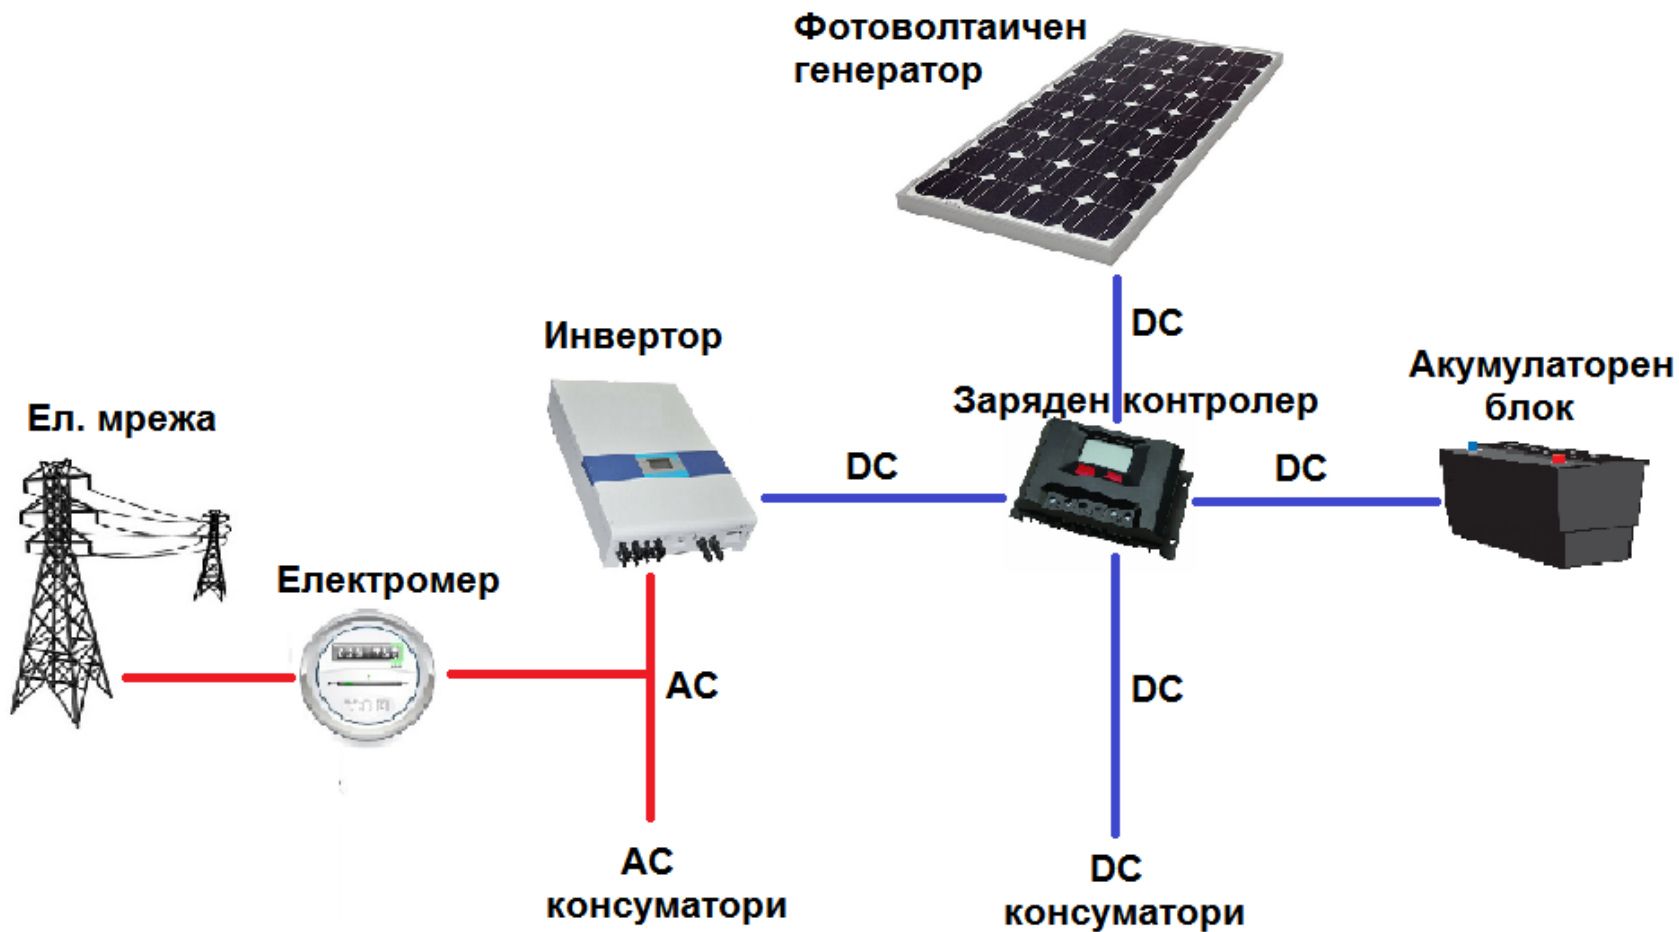 Фотоволтаичен
генератор
DC
Инвертор
Акумулаторен
блок
Заряден контролер
Ел. мрежа
DC
DC
Електромер
AC
DC
AC
консуматори
DC
консуматори